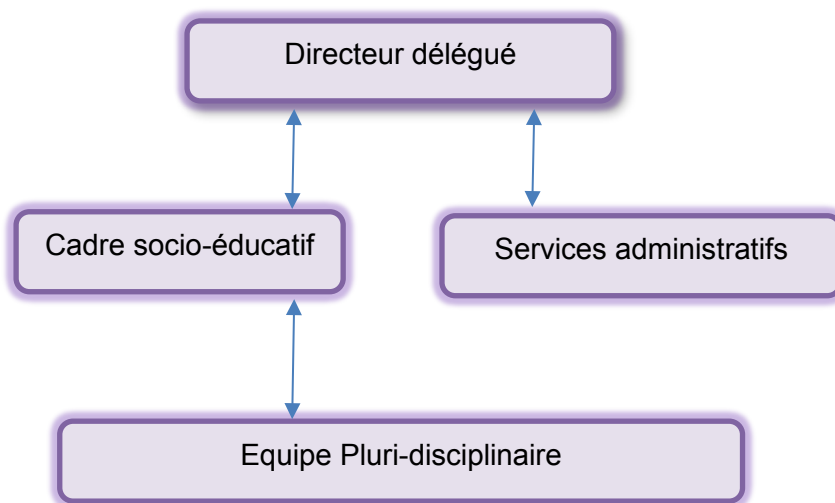 Directeur délégué
Cadre socio-éducatif
Services administratifs
Equipe Pluri-disciplinaire